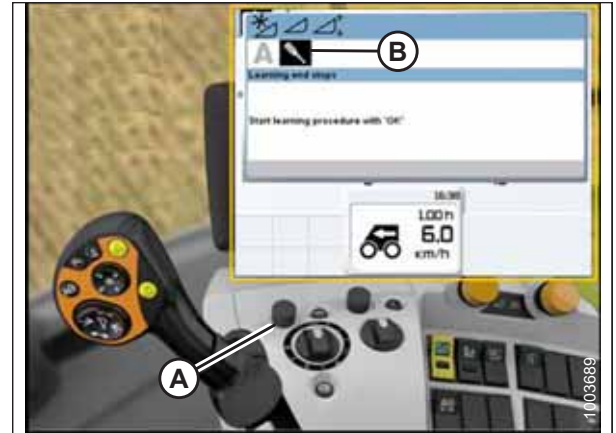 A
B
Learning end stops
Start learning procedure with 'OK'
16:30
1.00 h
6.0
km/h
A
1003689